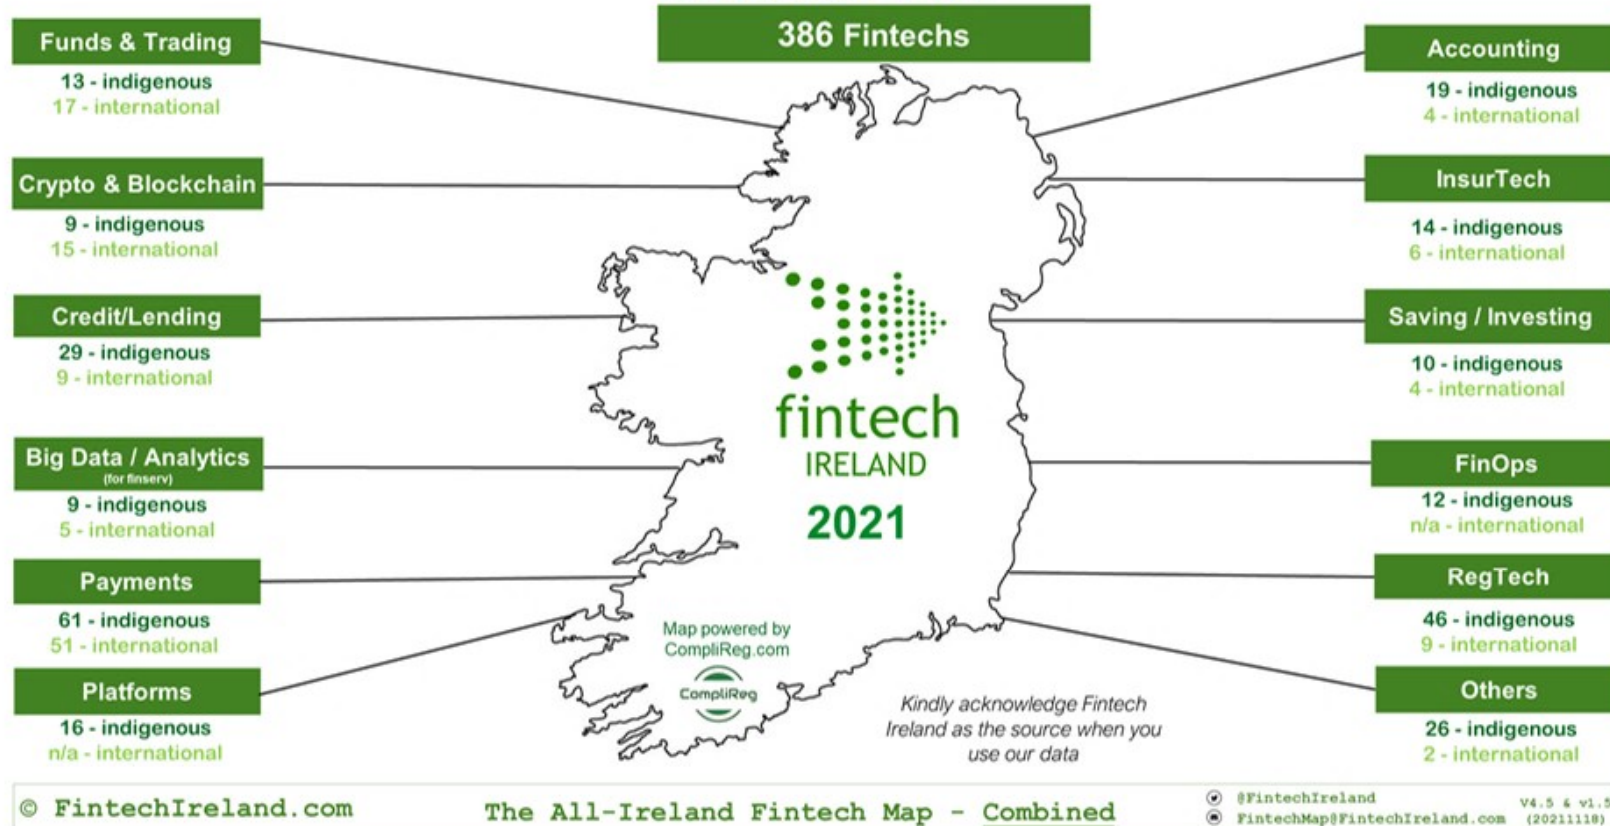 386 Fintechs
Funds & Trading
13 - indigenous
17 - international
Crypto & Blockchain
9 - indigenous
15 - international
Credit/Lending
29 - indigenous
9 - international
Big Data / Analytics
(for finserv)
9 - indigenous
5 - international
Payments
61 - indigenous
51 - international
Platforms
16 - indigenous
n/a - international
fintech
IRELAND
2021
Map powered by
CompliReg.com
CompliReg
Kindly acknowledge Fintech
Ireland as the source when you
use our data
Accounting
19 - indigenous
4 - international
InsurTech
14 - indigenous
6 - international
Saving / Investing
10 - indigenous
4 - international
FinOps
12 - indigenous
n/a - international
RegTech
46 - indigenous
9 - international
Others
26 - indigenous
2 - international
© FintechIreland.com
The All-Ireland Fintech Map - Combined
@FintechIreland
FintechMap@FintechIreland.com
V4.5 & v1.5
(20211118)